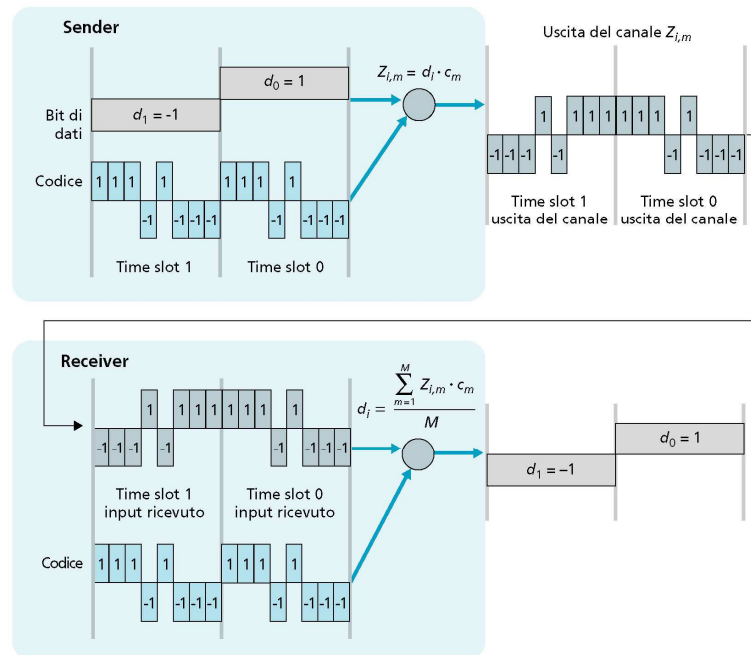 Sender
Uscita del canale Z_{i,m}
d_0 = 1
Z_{i,m} = d_i · c_m
Bit di
dati
d_1 = -1
1 1 1 1 1 1 1 1
-1 -1 -1 -1 -1 -1 -1 -1
Codice
1 1 1 1 1 1 1 1
-1 -1 -1 -1 -1 -1 -1 -1
Time slot 1
uscita del canale
Time slot 0
uscita del canale
Time slot 1
Time slot 0
Receiver
d_i = \frac{\sum_{m=1}^{M} Z_{i,m} · c_m}{M}
1 1 1 1 1 1 1 1
-1 -1 -1 -1 -1 -1 -1 -1
d_0 = 1
d_1 = –1
Time slot 1
input ricevuto
Time slot 0
input ricevuto
Codice
1 1 1 1 1 1 1 1
-1 -1 -1 -1 -1 -1 -1 -1